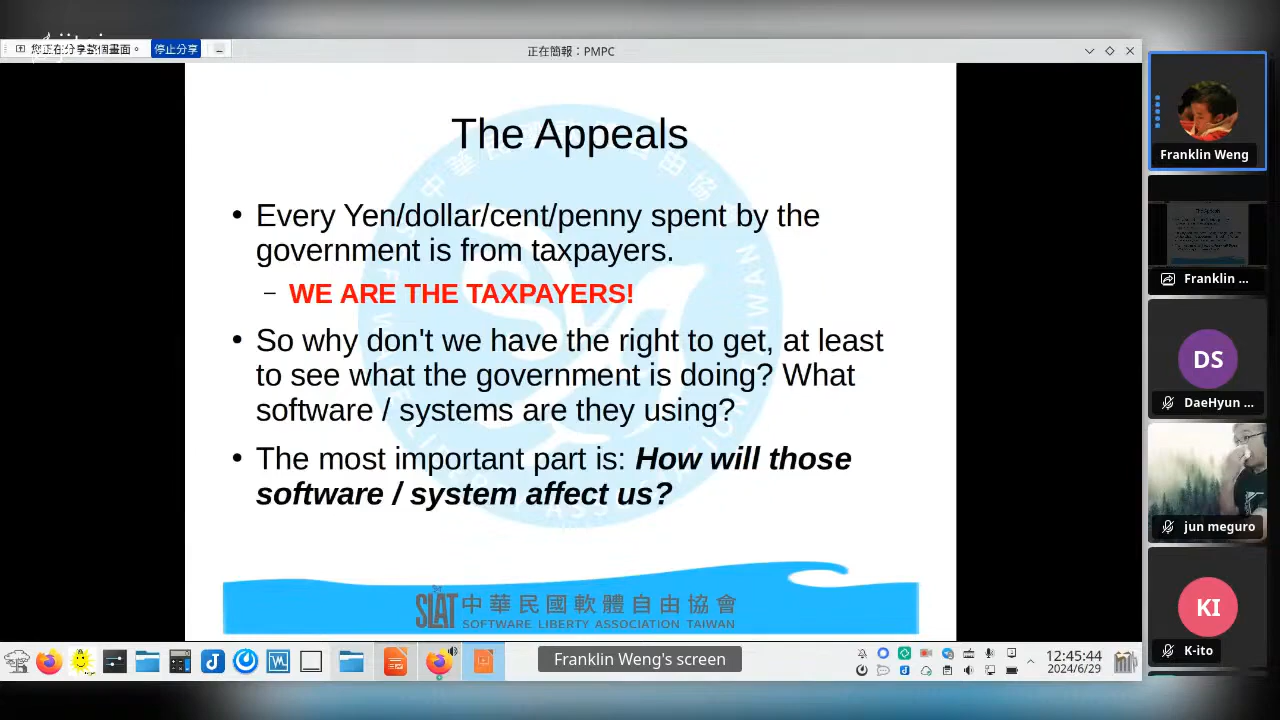 您正在分享整個畫面。 停止分享
正在簡報：PMPC
The Appeals
• Every Yen/dollar/cent/penny spent by the
government is from taxpayers.
– WE ARE THE TAXPAYERS!
• So why don't we have the right to get, at least
to see what the government is doing? What
software / systems are they using?
• The most important part is: How will those
software / system affect us?
SLAT 中華民國軟體自由協會
SOFTWARE LIBERTY ASSOCIATION TAIWAN
Franklin Weng's screen
12:45:44
2024/6/29
Franklin Weng
Franklin ...
DS
DaeHyun ...
jun meguro
KI
K-ito